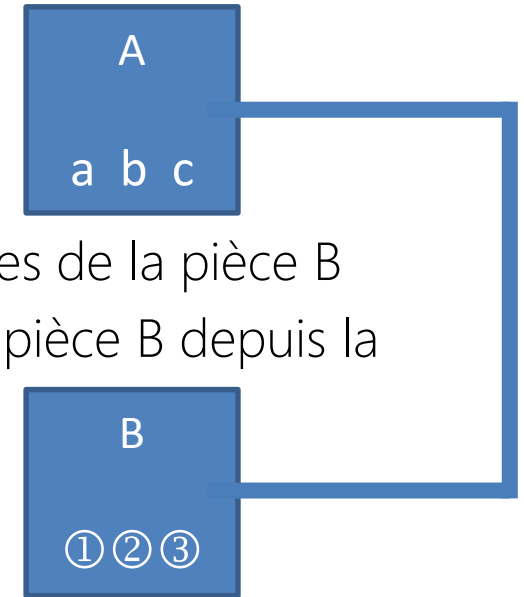 A
a b c
es de la pièce B
pièce B depuis la
B
①②③